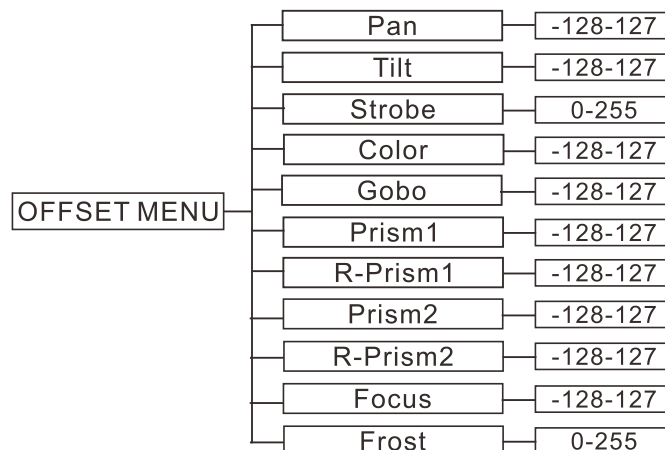 Pan -128-127
Tilt -128-127
Strobe 0-255
Color -128-127
Gobo -128-127
OFFSET MENU
Prism1 -128-127
R-Prism1 -128-127
Prism2 -128-127
R-Prism2 -128-127
Focus -128-127
Frost 0-255